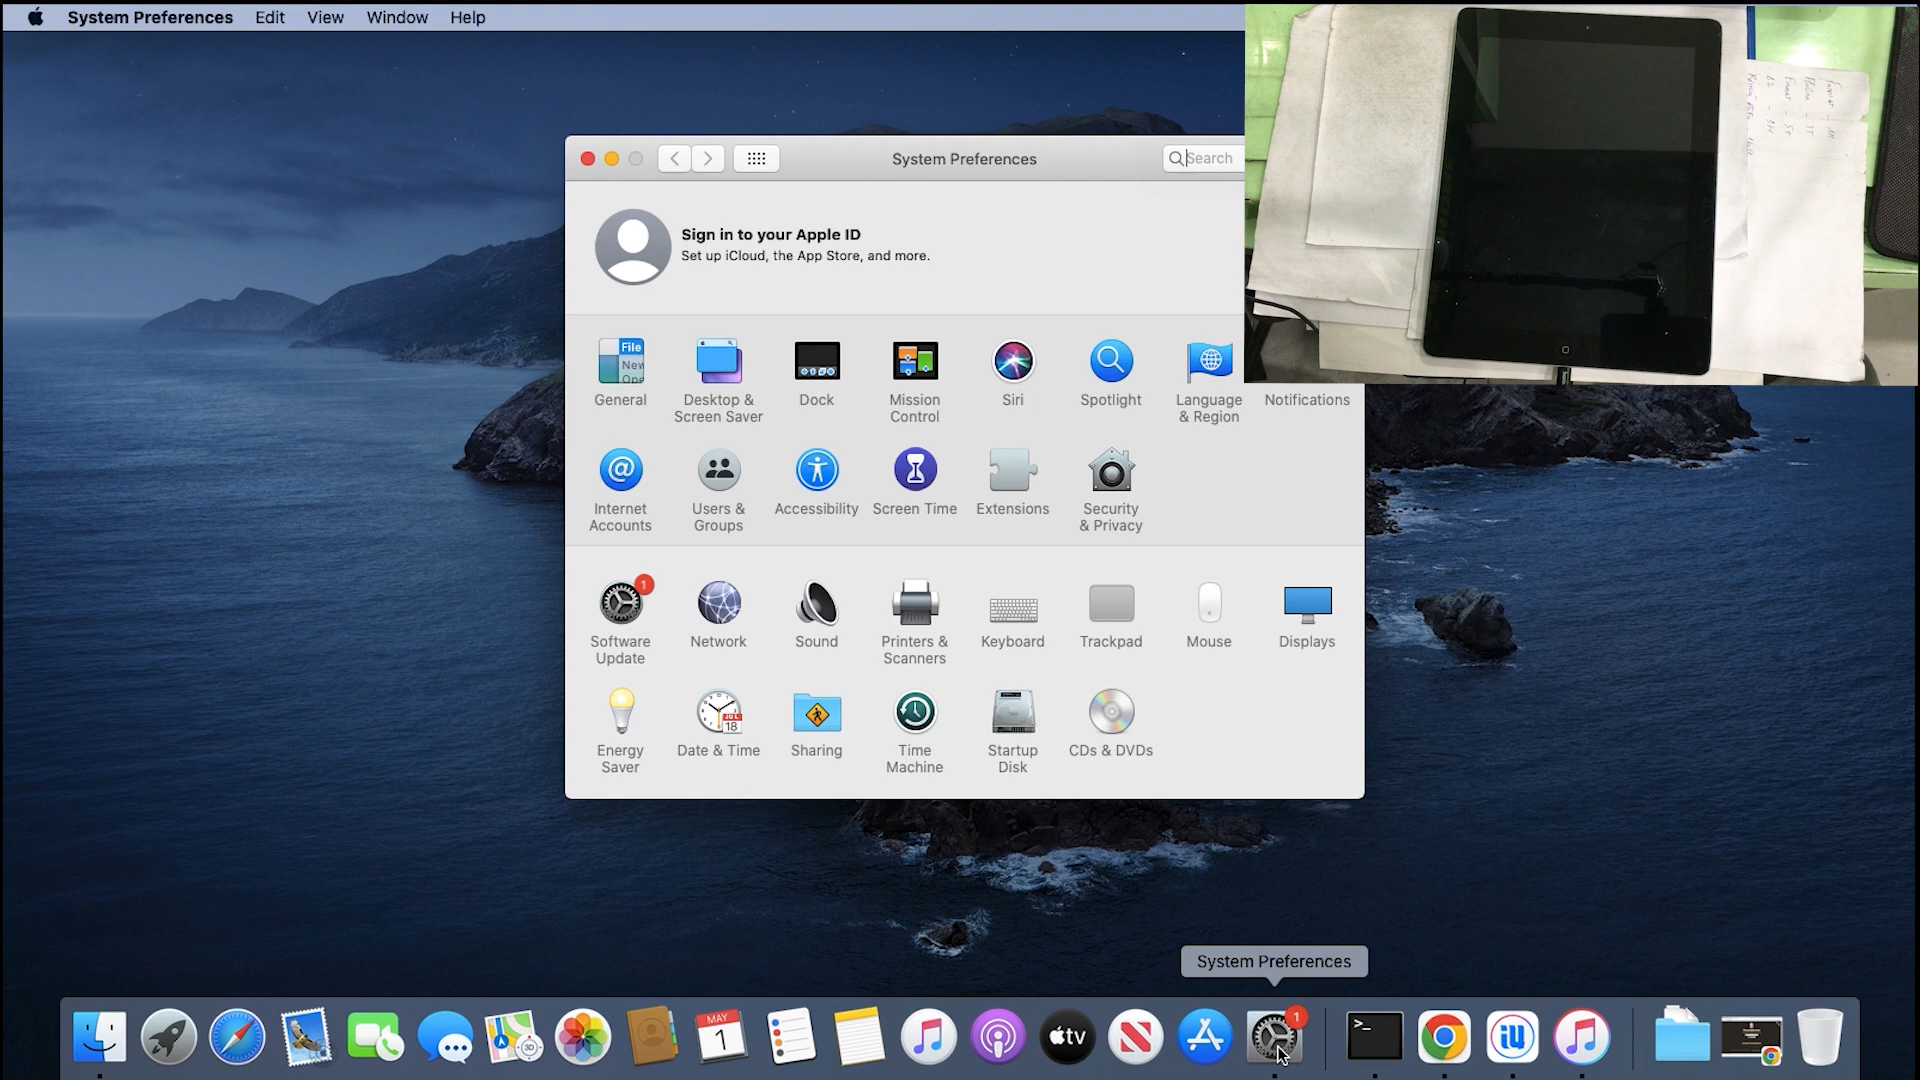 System Preferences Edit View Window Help
System Preferences
Search
Sign in to your Apple ID
Set up iCloud, the App Store, and more.
File
New
Ope
General
Desktop &
Screen Saver
Dock
Mission
Control
Siri
Spotlight
Language
& Region
Notifications
Internet
Accounts
Users &
Groups
Accessibility
Screen Time
Extensions
Security
& Privacy
1
Software
Update
Network
Sound
Printers &
Scanners
Keyboard
Trackpad
Mouse
Displays
Energy
Saver
JUL
18
Date & Time
Sharing
Time
Machine
Startup
Disk
CDs & DVDs
System Preferences
3D
MAY
1
tv
1
>_
iU